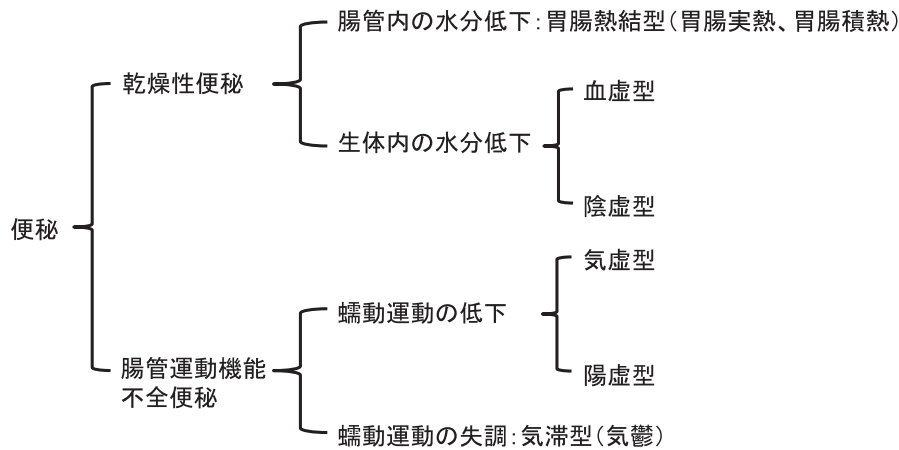 腸管内の水分低下：胃腸熱結型（胃腸実熱、胃腸積熱）
乾燥性便秘
血虚型
生体内の水分低下
陰虚型
便秘
気虚型
蠕動運動の低下
腸管運動機能
不全便秘
陽虚型
蠕動運動の失調：気滞型（気鬱）